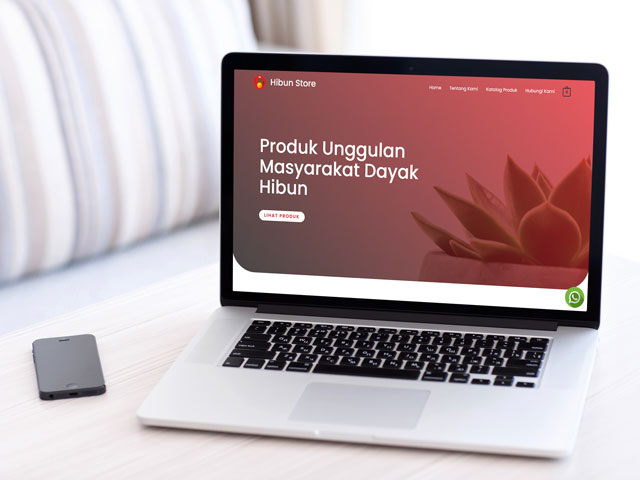 Hibun Store
Home Tentang Kami Katalog Produk Hubungi Kami
Produk Unggulan
Masyarakat Dayak
Hibun
LIHAT PRODUK